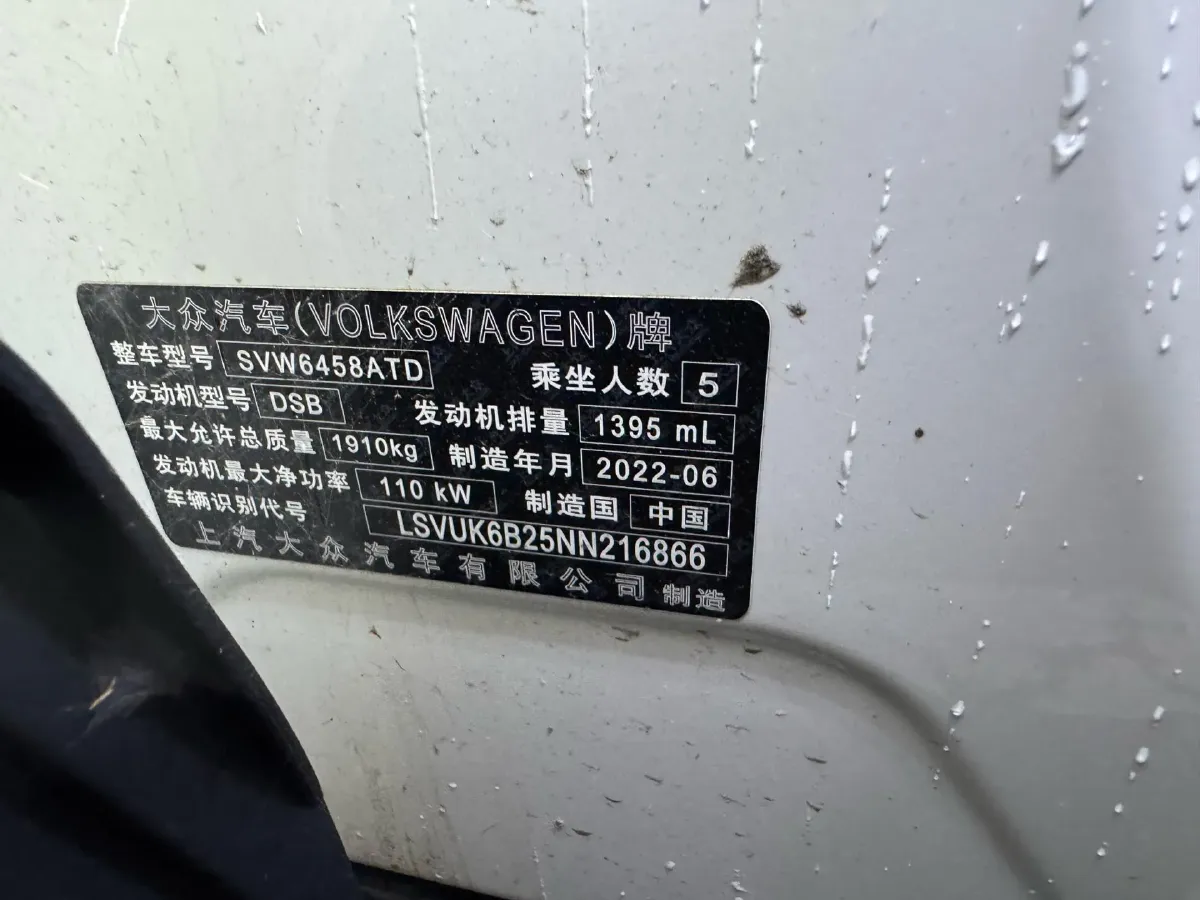 大众汽车(VOLKSWAGEN)牌
整车型号 SVW6458ATD 乘坐人数 5
发动机型号 DSB 发动机排量 1395 mL
最大允许总质量 1910kg 制造年月 2022-06
发动机最大净功率 110 kW 制造国 中国
车辆识别代号 LSVUK6B25NN216866
上汽大众汽车有限公司 制造